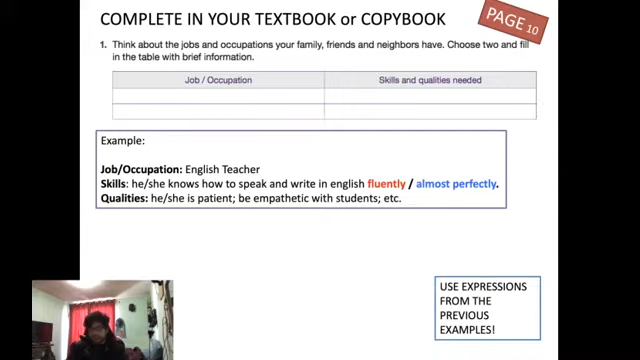 COMPLETE IN YOUR TEXTBOOK or COPYBOOK
PAGE 10
1. Think about the jobs and occupations your family, friends and neighbors have. Choose two and fill
in the table with brief information.
Job / Occupation
Skills and qualities needed
Example:
Job/Occupation: English Teacher
Skills: he/she knows how to speak and write in english fluently / almost perfectly.
Qualities: he/she is patient; be empathetic with students; etc.
USE EXPRESSIONS
FROM THE
PREVIOUS
EXAMPLES!